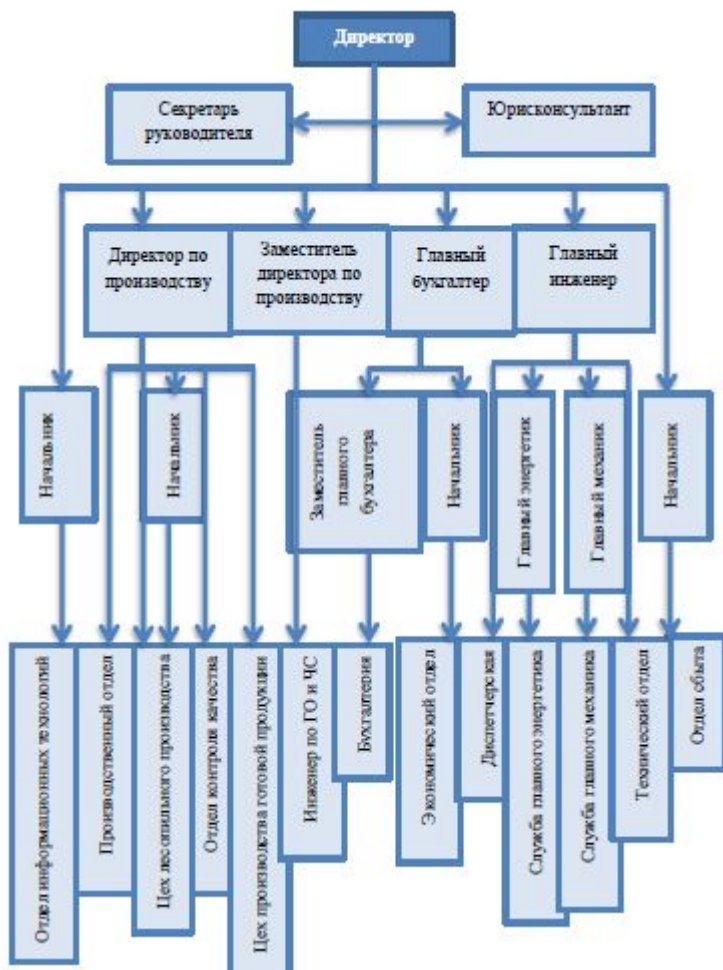 Директор
Секретарь
руководителя
Юрисконсультант
Директор по
производству
Заместитель
директора по
производству
Главный
бухгалтер
Главный
инженер
Начальник
Начальник
Заместитель
главного
бухгалтера
Начальник
Главный энергетик
Главный механик
Начальник
Отдел информационных технологий
Производственный отдел
Цех лесопильного производства
Отдел контроля качества
Цех производства готовой продукции
Инженер по ГО и ЧС
Бухгалтерия
Экономический отдел
Диспетчерская
Служба главного энергетика
Служба главного механика
Технический отдел
Отдел сбыта